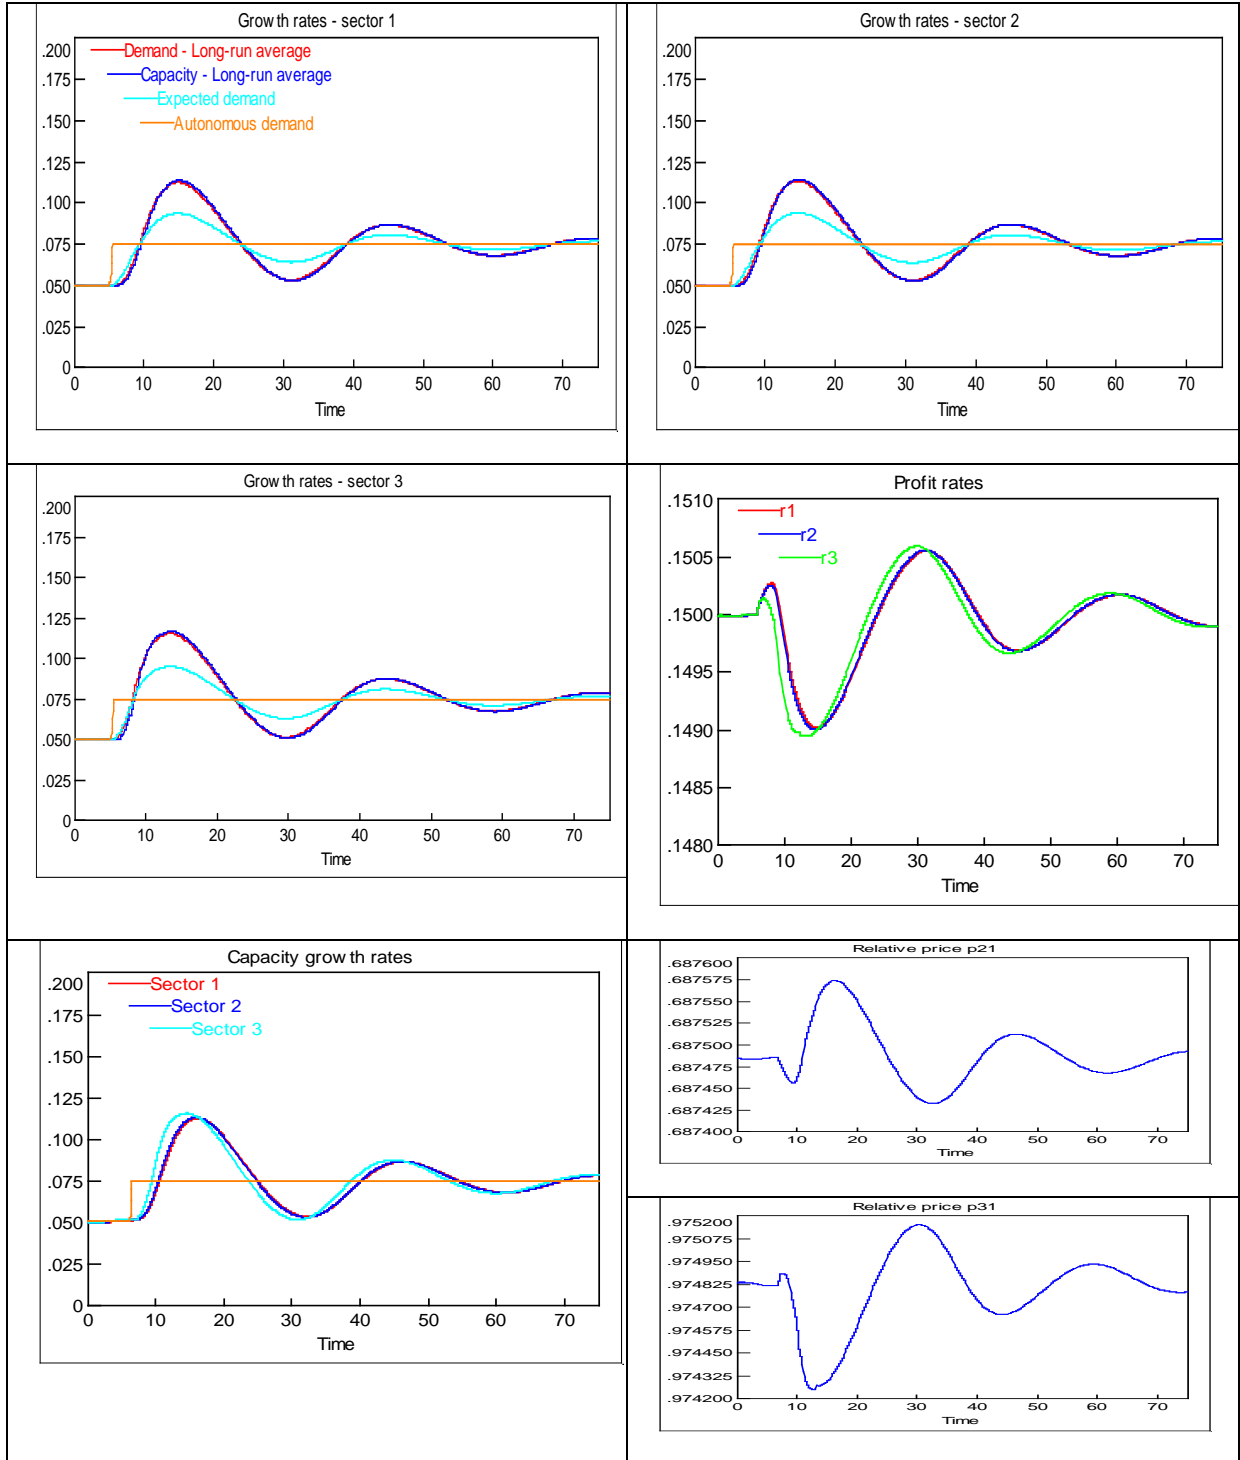 Growth rates - sector 1
.200
Demand - Long-run average
.175
Capacity - Long-run average
Expected demand
.150
Autonomous demand
.125
.100
.075
.050
.025
0
0 10 20 30 40 50 60 70
Time
Growth rates - sector 2
.200
.175
.150
.125
.100
.075
.050
.025
0
0 10 20 30 40 50 60 70
Time
Growth rates - sector 3
.200
.175
.150
.125
.100
.075
.050
.025
0
0 10 20 30 40 50 60 70
Time
Profit rates
.1510
r1
r2
.1505
r3
.1500
.1495
.1490
.1485
.1480
0 10 20 30 40 50 60 70
Time
Capacity growth rates
.200
Sector 1
Sector 2
.175
Sector 3
.150
.125
.100
.075
.050
.025
0
0 10 20 30 40 50 60 70
Time
Relative price p21
.687600
.687575
.687550
.687525
.687500
.687475
.687450
.687425
.687400
0 10 20 30 40 50 60 70
Time
Relative price p31
.975200
.975075
.974950
.974825
.974700
.974575
.974450
.974325
.974200
0 10 20 30 40 50 60 70
Time